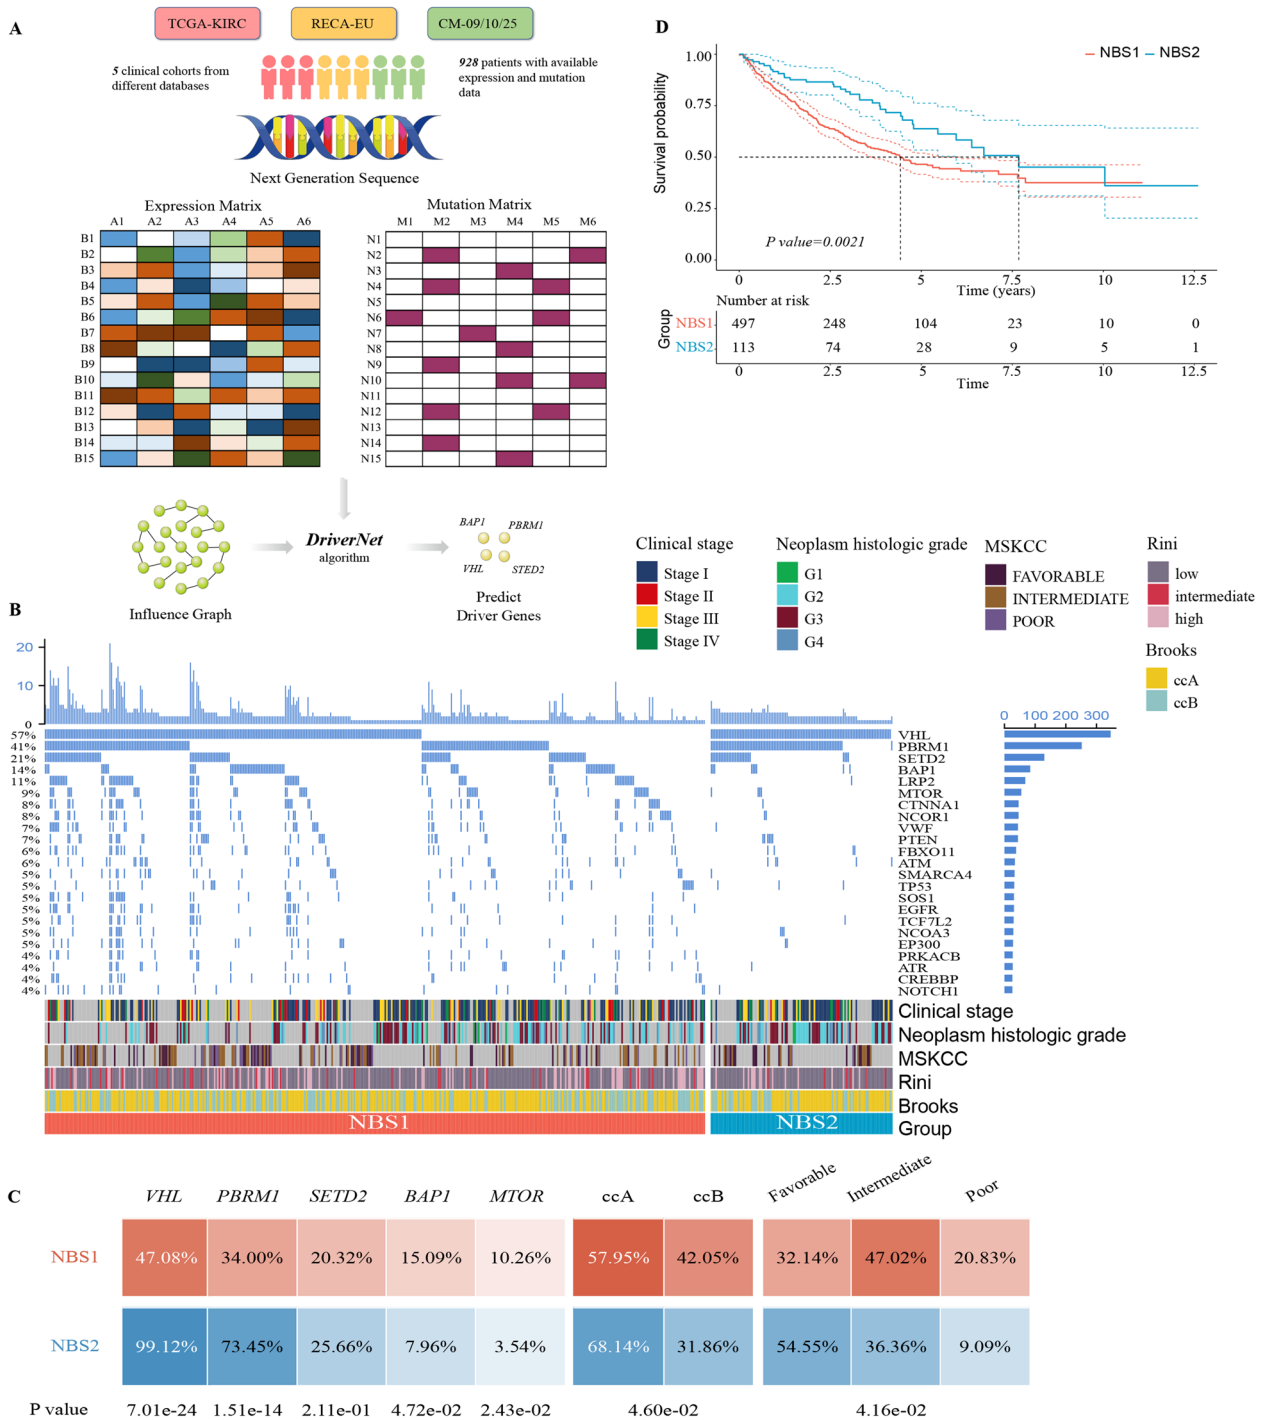 A
TCGA-KIRC
RECA-EU
CM-09/10/25
5 clinical cohorts from
different databases
928 patients with available
expression and mutation
data
Next Generation Sequence
Expression Matrix
A1 A2 A3 A4 A5 A6
B1
B2
B3
B4
B5
B6
B7
B8
B9
B10
B11
B12
B13
B14
B15
Mutation Matrix
M1 M2 M3 M4 M5 M6
N1
N2
N3
N4
N5
N6
N7
N8
N9
N10
N11
N12
N13
N14
N15
Influence Graph
DriverNet
algorithm
BAP1
PBRM1
VHL
STED2
Predict
Driver Genes
D
NBS1 NBS2
Survival probability
1.00
0.75
0.50
0.25
0.00
P value=0.0021
0 2.5 5 7.5 10 12.5
Time (years)
Number at risk
Group
NBS1 497 248 104 23 10 0
NBS2 113 74 28 9 5 1
0 2.5 5 7.5 10 12.5
Time
Clinical stage
Stage I
Stage II
Stage III
Stage IV
Neoplasm histologic grade
G1
G2
G3
G4
MSKCC
FAVORABLE
INTERMEDIATE
POOR
Rini
low
intermediate
high
Brooks
ccA
ccB
B
20
10
0
0 100 200 300
57% VHL
41% PBRM1
21% SETD2
14% BAP1
11% LRP2
9% MTOR
8% CTNNA1
8% NCOR1
7% VWF
7% PTEN
6% FBXO11
6% ATM
5% SMARCA4
5% TP53
5% SOS1
5% EGFR
5% TCF7L2
5% NCOA3
5% EP300
4% PRKACB
4% ATR
4% CREBBP
4% NOTCH1
Clinical stage
Neoplasm histologic grade
MSKCC
Rini
Brooks
Group
NBS1
NBS2
C
VHL PBRM1 SETD2 BAP1 MTOR ccA ccB Favorable Intermediate Poor
NBS1 47.08% 34.00% 20.32% 15.09% 10.26% 57.95% 42.05% 32.14% 47.02% 20.83%
NBS2 99.12% 73.45% 25.66% 7.96% 3.54% 68.14% 31.86% 54.55% 36.36% 9.09%
P value 7.01e-24 1.51e-14 2.11e-01 4.72e-02 2.43e-02 4.60e-02 4.16e-02